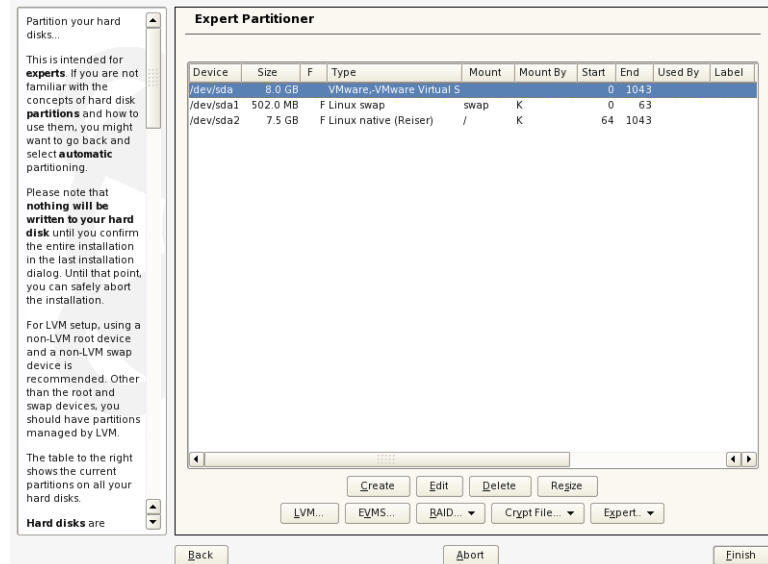 Partition your hard
disks...
This is intended for
experts. If you are not
familiar with the
concepts of hard disk
partitions and how to
use them, you might
want to go back and
select automatic
partitioning.
Please note that
nothing will be
written to your hard
disk until you confirm
the entire installation
in the last installation
dialog. Until that point,
you can safely abort
the installation.
For LVM setup, using a
non-LVM root device
and a non-LVM swap
device is
recommended. Other
than the root and
swap devices, you
should have partitions
managed by LVM.
The table to the right
shows the current
partitions on all your
hard disks.
Hard disks are
Expert Partitioner
Device Size F Type Mount Mount By Start End Used By Label
/dev/sda 8.0 GB VMware,-VMware Virtual S 0 1043
/dev/sda1 502.0 MB F Linux swap swap K 0 63
/dev/sda2 7.5 GB F Linux native (Reiser) / K 64 1043
Create Edit Delete Resize
LVM... EVMS... RAID... Crypt File... Expert..
Back Abort Finish